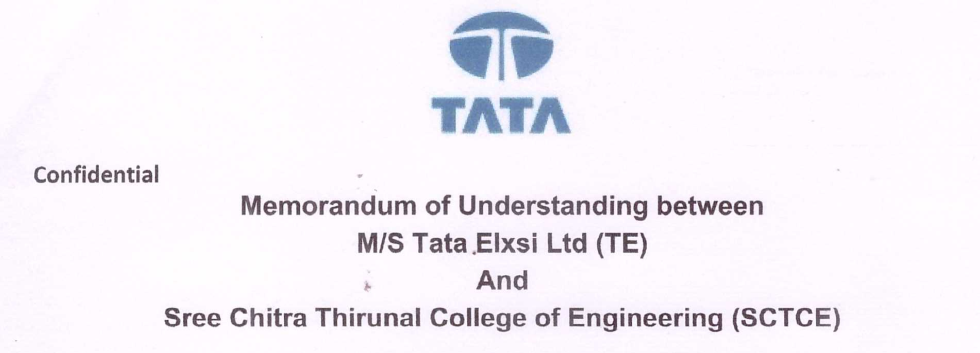 TATA
Confidential
Memorandum of Understanding between
M/S Tata Elxsi Ltd (TE)
And
Sree Chitra Thirunal College of Engineering (SCTCE)